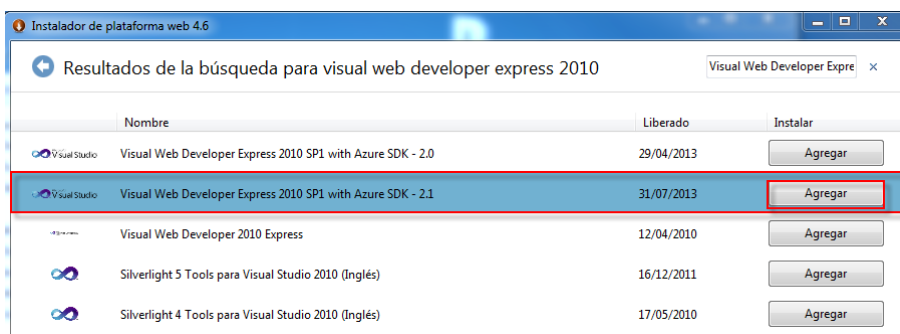 Instalador de plataforma web 4.6
Resultados de la búsqueda para visual web developer express 2010
Visual Web Developer Expre
Nombre Liberado Instalar
Visual Studio Visual Web Developer Express 2010 SP1 with Azure SDK - 2.0 29/04/2013 Agregar
Visual Studio Visual Web Developer Express 2010 SP1 with Azure SDK - 2.1 31/07/2013 Agregar
Visual Web Developer 2010 Express 12/04/2010 Agregar
Silverlight 5 Tools para Visual Studio 2010 (Inglés) 16/12/2011 Agregar
Silverlight 4 Tools para Visual Studio 2010 (Inglés) 17/05/2010 Agregar